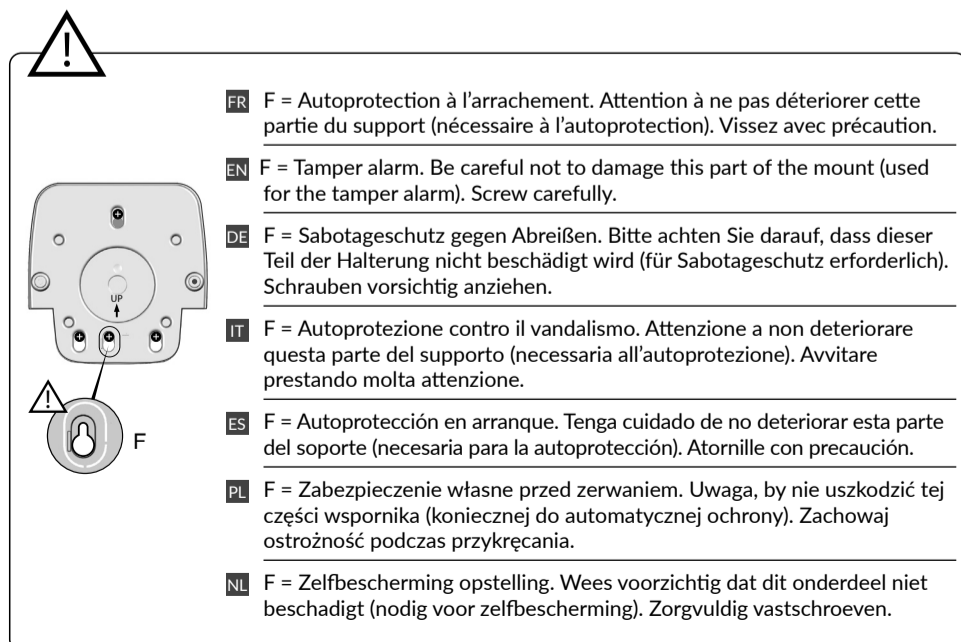 FR F = Autoprotection à l'arrachement. Attention à ne pas déteriorer cette
partie du support (nécessaire à l'autoprotection). Vissez avec précaution.
EN F = Tamper alarm. Be careful not to damage this part of the mount (used
for the tamper alarm). Screw carefully.
DE F = Sabotageschutz gegen Abreißen. Bitte achten Sie darauf, dass dieser
Teil der Halterung nicht beschädigt wird (für Sabotageschutz erforderlich).
Schrauben vorsichtig anziehen.
UP
IT F = Autoprotezione contro il vandalismo. Attenzione a non deteriorare
questa parte del supporto (necessaria all'autoprotezione). Avvitare
prestando molta attenzione.
ES F = Autoprotección en arranque. Tenga cuidado de no deteriorar esta parte
del soporte (necesaria para la autoprotección). Atornille con precaución.
F
PL F = Zabezpieczenie własne przed zerwaniem. Uwaga, by nie uszkodzić tej
części wspornika (koniecznej do automatycznej ochrony). Zachowaj
ostrożność podczas przykręcania.
NL F = Zelfbescherming opstelling. Wees voorzichtig dat dit onderdeel niet
beschadigt (nodig voor zelfbescherming). Zorgvuldig vastschroeven.